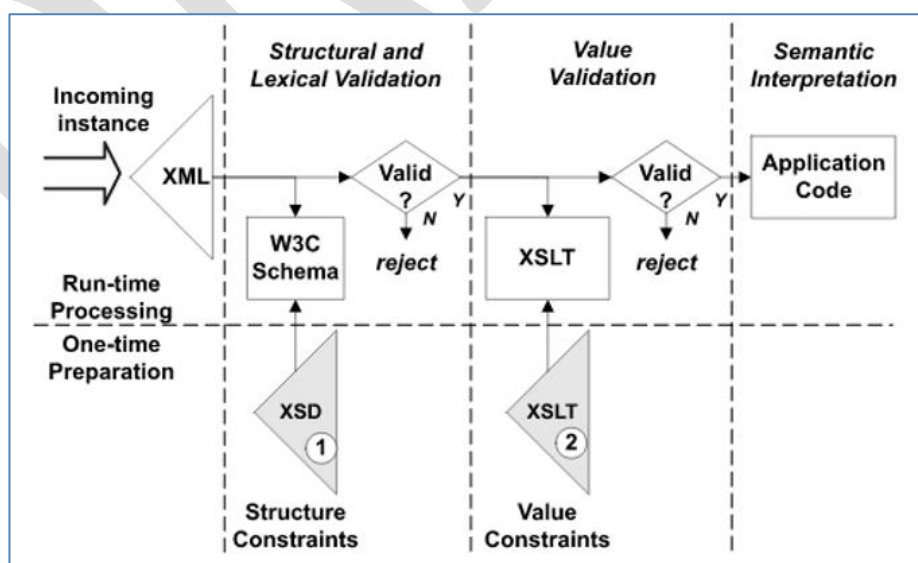 Structural and
Lexical Validation
Value
Validation
Semantic
Interpretation
Incoming
instance
XML
Valid
?
N
Y
Valid
?
N
Y
Application
Code
W3C
Schema
reject
XSLT
reject
Run-time
Processing
One-time
Preparation
XSD
1
XSLT
2
Structure
Constraints
Value
Constraints